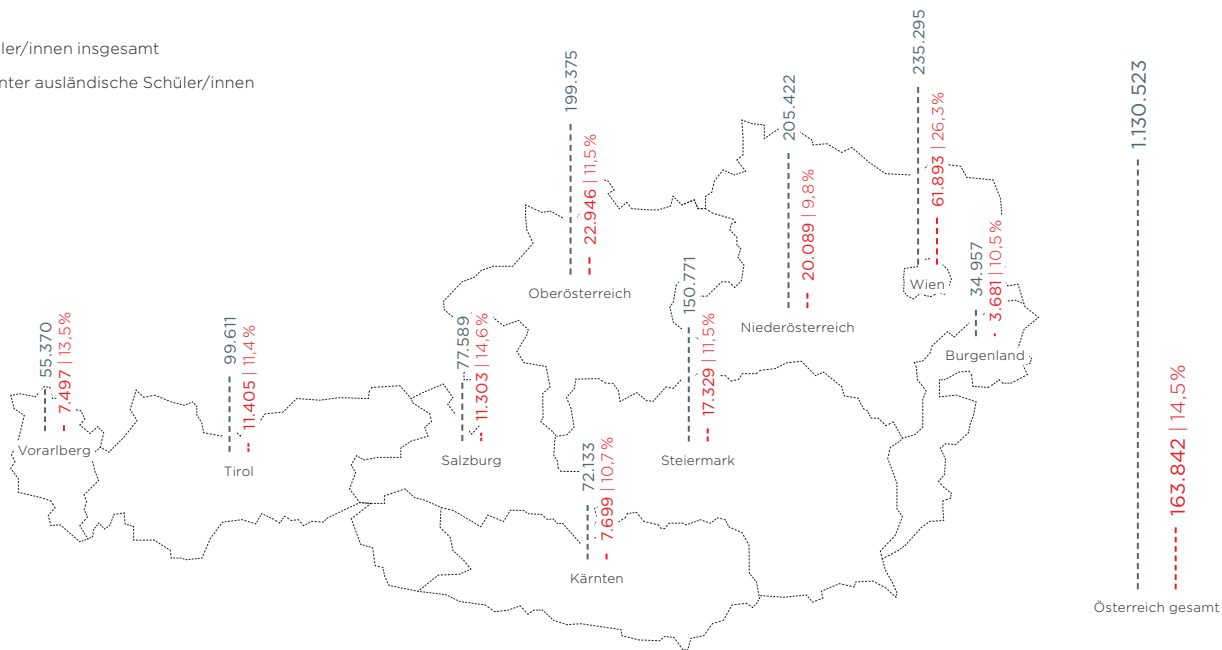 ler/innen insgesamt
nter ausländische Schüler/innen
55.370
7.497 | 13,5%
Vorarlberg
99.611
11.405 | 11,4%
Tirol
77.589
11.303 | 14,6%
Salzburg
199.375
22.946 | 11,5%
Oberösterreich
72.133
7.699 | 10,7%
Kärnten
150.771
17.329 | 11,5%
Steiermark
205.422
20.089 | 9,8%
Niederösterreich
235.295
61.893 | 26,3%
Wien
34.957
3.681 | 10,5%
Burgenland
1.130.523
163.842 | 14,5%
Österreich gesamt